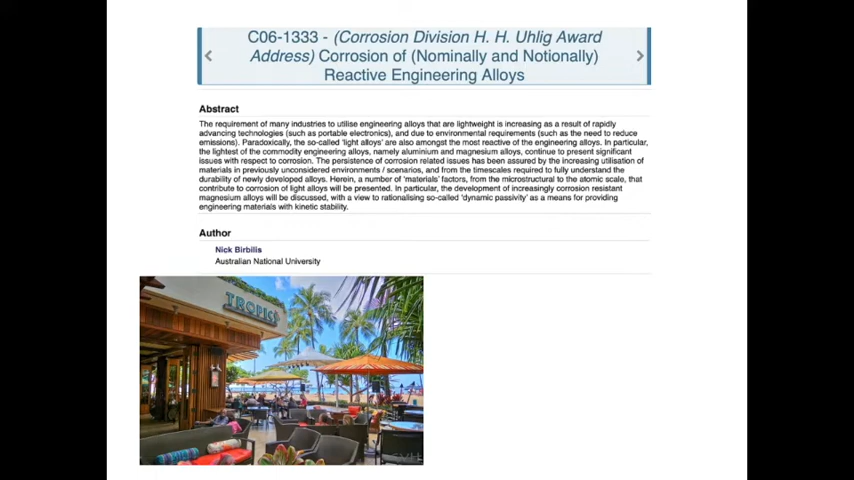 C06-1333 - (Corrosion Division H. H. Uhlig Award
Address) Corrosion of (Nominally and Notionally)
Reactive Engineering Alloys
Abstract
The requirement of many industries to utilise engineering alloys that are lightweight is increasing as a result of rapidly
advancing technologies (such as portable electronics), and due to environmental requirements (such as the need to reduce
emissions). Paradoxically, the so-called 'light alloys' are also amongst the most reactive of the engineering alloys. In particular,
the lightest of the commodity engineering alloys, namely aluminium and magnesium alloys, continue to present significant
issues with respect to corrosion. The persistence of corrosion related issues has been assured by the increasing utilisation of
materials in previously unconsidered environments / scenarios, and from the timescales required to fully understand the
durability of newly developed alloys. Herein, a number of 'materials' factors, from the microstructural to the atomic scale, that
contribute to corrosion of light alloys will be presented. In particular, the development of increasingly corrosion resistant
magnesium alloys will be discussed, with a view to rationalising so-called 'dynamic passivity' as a means for providing
engineering materials with kinetic stability.
Author
Nick Birbilis
Australian National University
TROPICS